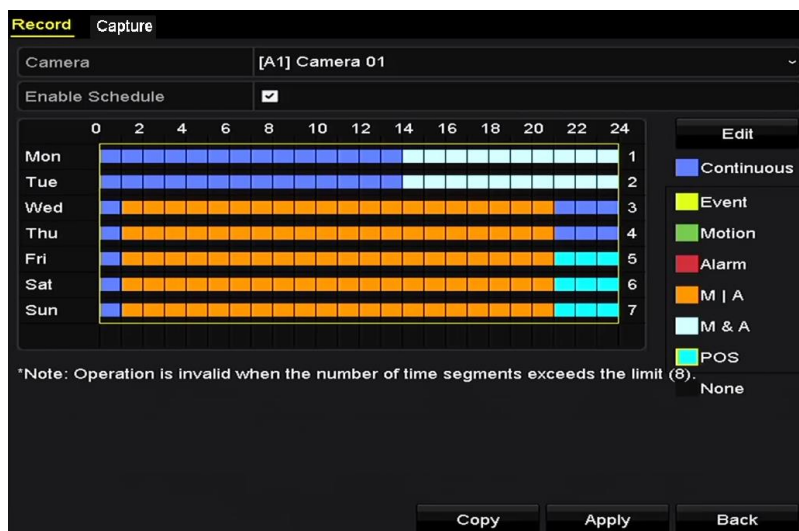 Record Capture
Camera [A1] Camera 01
Enable Schedule
0 2 4 6 8 10 12 14 16 18 20 22 24
Edit
Mon 1
Continuous
Tue 2
Event
Wed 3
Motion
Thu 4
Fri 5
Alarm
Sat 6
M | A
Sun 7
M & A
POS
*Note: Operation is invalid when the number of time segments exceeds the limit (8).
None
Copy Apply Back